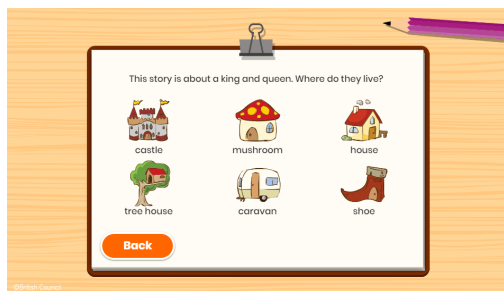 This story is about a king and queen. Where do they live?
castle mushroom house
tree house caravan shoe
Back
©British Council